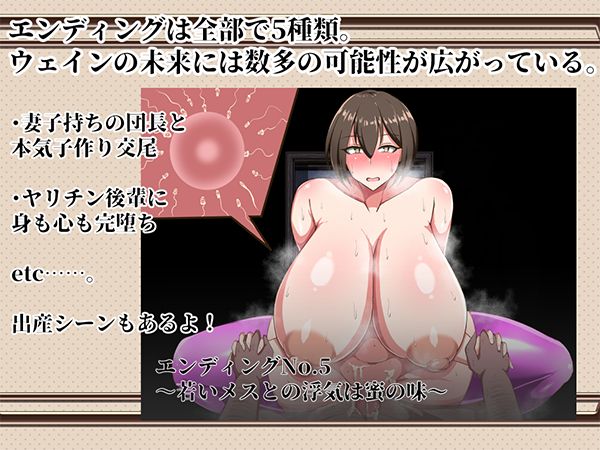 エンディングは全部で5種類。
ウェインの未来には数多の可能性が広がっている。
・妻子持ちの団長と
本気子作り交尾
・ヤリチン後輩に
身も心も完堕ち
etc……。
出産シーンもあるよ！
エンディングNo.5
～若いメスとの浮気は蜜の味～